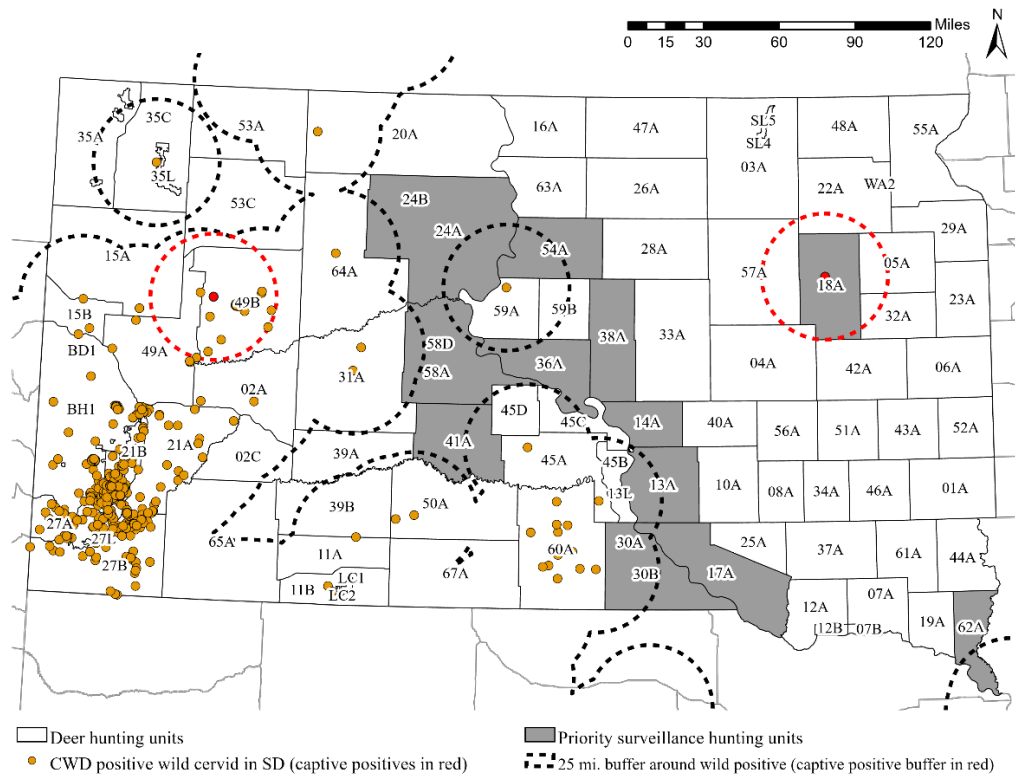 N
Miles
0 15 30 60 90 120
35A
35C
35L
53A
20A
16A
47A
SL5
SL4
03A
48A
55A
53C
24B
63A
26A
22A
WA2
15A
24A
54A
28A
57A
29A
05A
64A
18A
23A
32A
15B
49B
59A
59B
38A
33A
BD1
49A
58D
58A
36A
04A
42A
06A
31A
BH1
02A
45D
45C
14A
40A
21A
21B
41A
56A
51A
43A
52A
02C
39A
45A
45B
13L
13A
10A
08A
34A
46A
01A
39B
50A
27A
27L
65A
11A
60A
30A
25A
37A
61A
44A
27B
LC1
11B
LC2
67A
30B
17A
12A
07A
12B
07B
19A
62A
Deer hunting units
Priority surveillance hunting units
CWD positive wild cervid in SD (captive positives in red)
25 mi. buffer around wild positive (captive positive buffer in red)